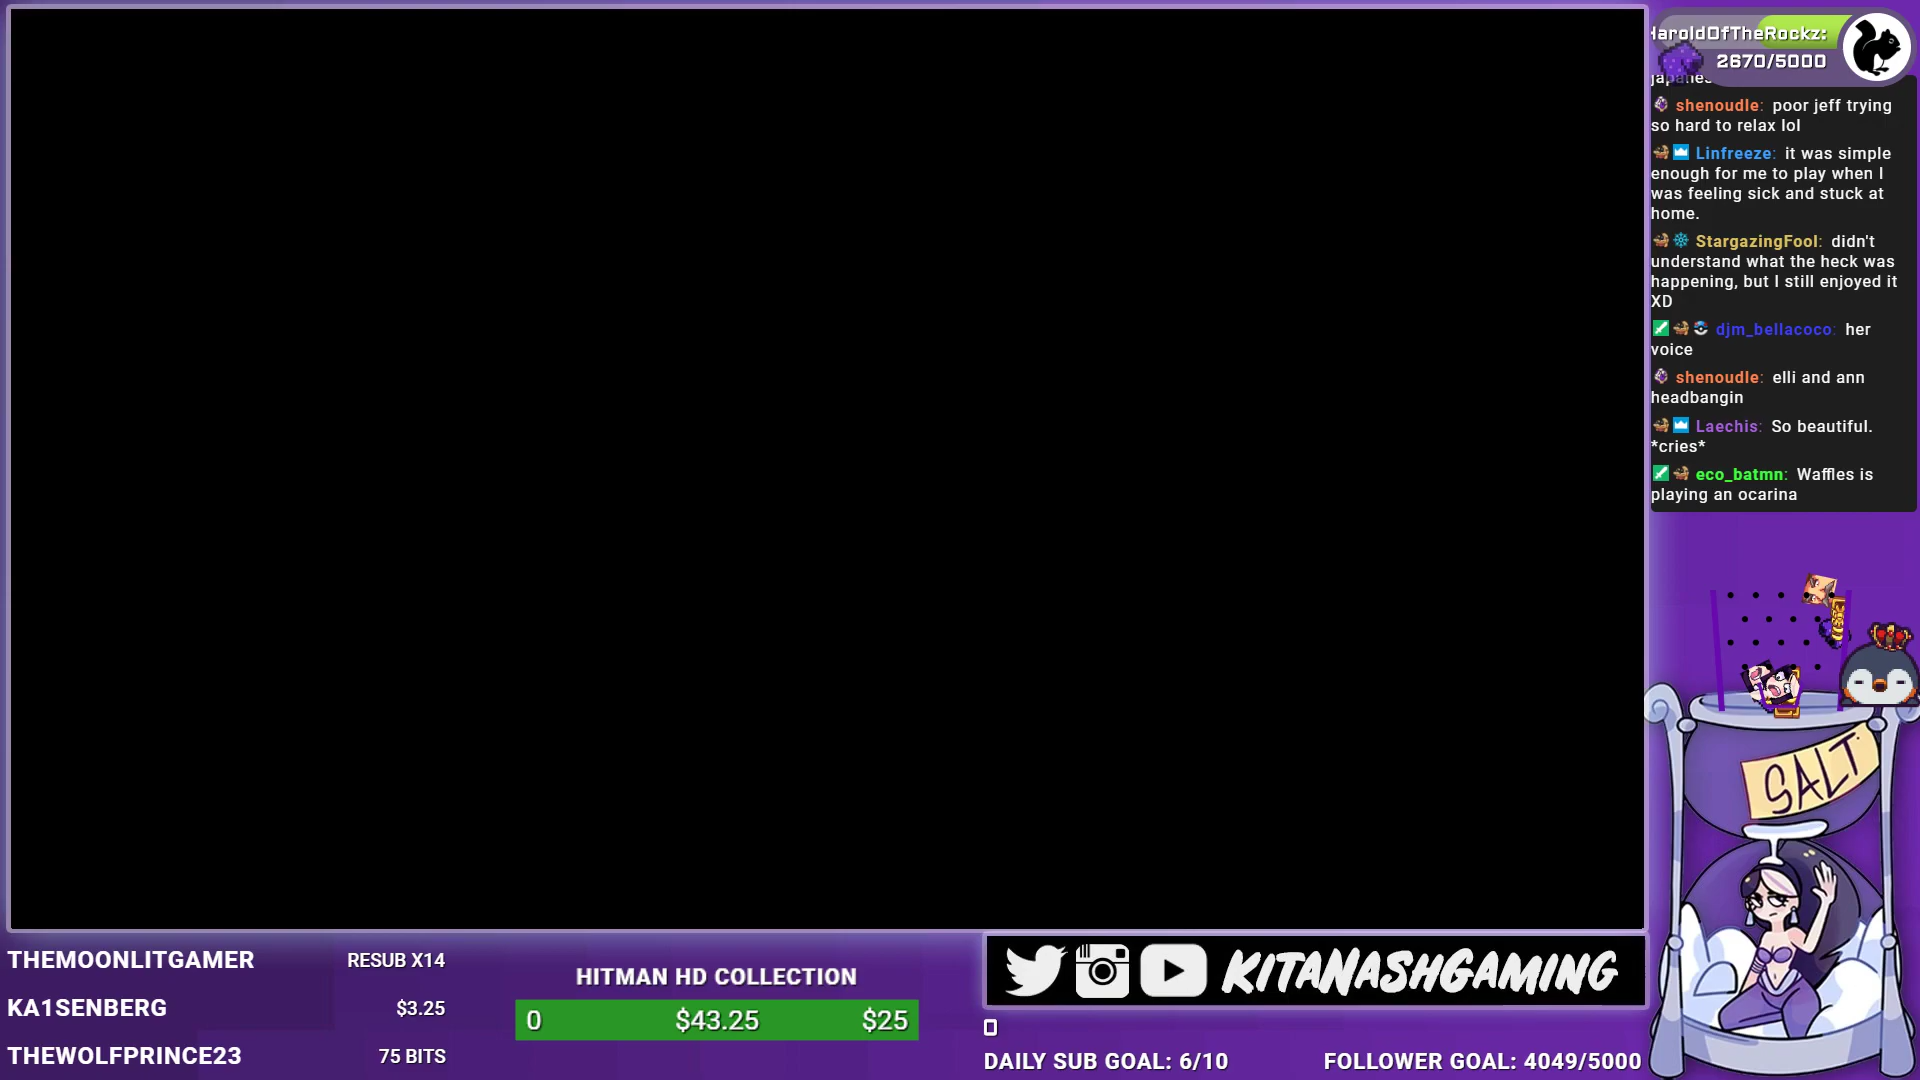 HaroldOfTheRockz:
2670/5000
shenoudle: poor jeff trying
so hard to relax lol
Linfreeze: it was simple
enough for me to play when I
was feeling sick and stuck at
home.
StargazingFool: didn't
understand what the heck was
happening, but I still enjoyed it
XD
djm_bellacoco: her
voice
shenoudle: elli and ann
headbangin
Laechis: So beautiful.
*cries*
eco_batmn: Waffles is
playing an ocarina
SALT
THEMOONLITGAMER RESUB X14
KA1SENBERG $3.25
THEWOLFPRINCE23 75 BITS
HITMAN HD COLLECTION
0 $43.25 $25
KITANASHGAMING
DAILY SUB GOAL: 6/10 FOLLOWER GOAL: 4049/5000